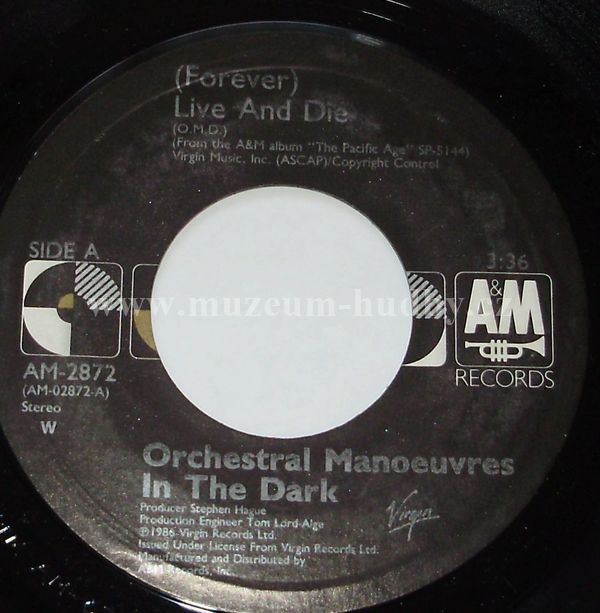 (Forever)
Live And Die
(O.M.D.)
(From the A&M album "The Pacific Age" SP-5144)
Virgin Music, Inc. (ASCAP)/Copyright Control
SIDE A
3:36
www.muzeum-hudby.cz
A&M
RECORDS
AM-2872
(AM-02872-A)
Stereo
W
Orchestral Manoeuvres
In The Dark
Producer Stephen Hague
Production Engineer Tom Lord-Alge
℗1986 Virgin Records Ltd.
Issued Under License From Virgin Records Ltd.
Manufactured and Distributed by
A&M Records, Inc.
Virgin